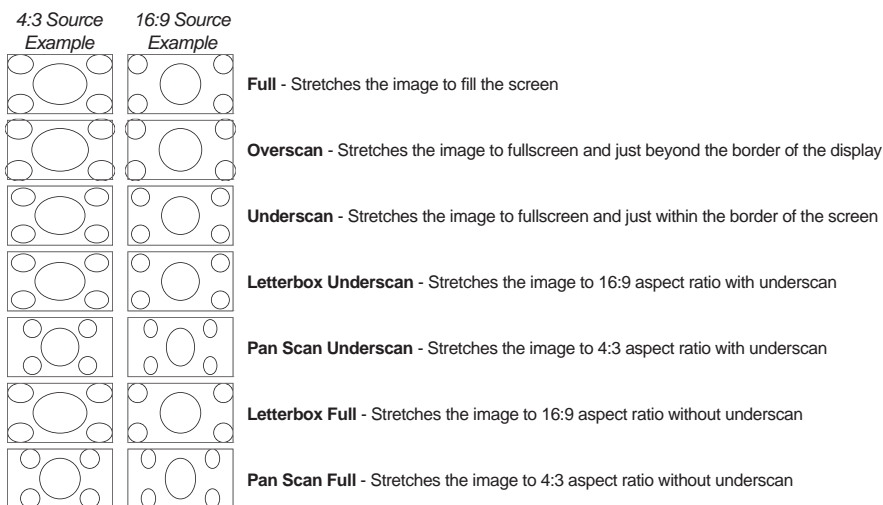 4:3 Source Example
16:9 Source Example
Full - Stretches the image to fill the screen
Overscan - Stretches the image to fullscreen and just beyond the border of the display
Underscan - Stretches the image to fullscreen and just within the border of the screen
Letterbox Underscan - Stretches the image to 16:9 aspect ratio with underscan
Pan Scan Underscan - Stretches the image to 4:3 aspect ratio with underscan
Letterbox Full - Stretches the image to 16:9 aspect ratio without underscan
Pan Scan Full - Stretches the image to 4:3 aspect ratio without underscan